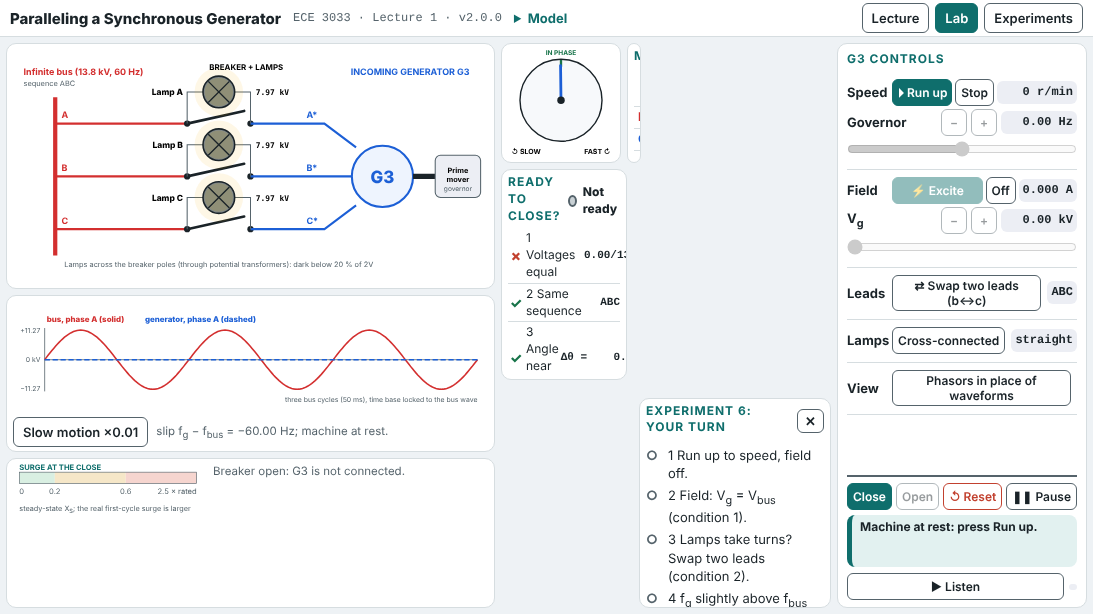 Paralleling a Synchronous Generator ECE 3033 · Lecture 1 · v2.0.0 ▶ Model Lecture Lab Experiments
Infinite bus (13.8 kV, 60 Hz)
sequence ABC
BREAKER + LAMPS
INCOMING GENERATOR G3
Lamp A 7.97 kV
A A*
Lamp B 7.97 kV
B B*
Lamp C 7.97 kV
C C*
G3
Prime
mover
governor
Lamps across the breaker poles (through potential transformers): dark below 20 % of 2V
bus, phase A (solid) generator, phase A (dashed)
+11.27
0 kV
−11.27
three bus cycles (50 ms), time base locked to the bus wave
Slow motion ×0.01 slip fg − fbus = −60.00 Hz; machine at rest.
SURGE AT THE CLOSE
0 0.2 0.6 2.5 × rated
steady-state XS; the real first-cycle surge is larger
Breaker open: G3 is not connected.
IN PHASE
↺ SLOW FAST ↻
READY
TO
CLOSE?
Not
ready
1
Voltages
equal
0.00/13
2 Same
sequence
ABC
3
Angle
near
Δθ = 0.
EXPERIMENT 6:
YOUR TURN
✕
1 Run up to speed, field
off.
2 Field: Vg = Vbus
(condition 1).
3 Lamps take turns?
Swap two leads
(condition 2).
4 fg slightly above fbus
G3 CONTROLS
Speed Run up Stop 0 r/min
Governor − + 0.00 Hz
Field ⚡ Excite Off 0.000 A
Vg − + 0.00 kV
Leads ⇄ Swap two leads
(b↔c) ABC
Lamps Cross-connected straight
View Phasors in place of
waveforms
Close Open ↺ Reset ❚❚ Pause
Machine at rest: press Run up.
▶ Listen